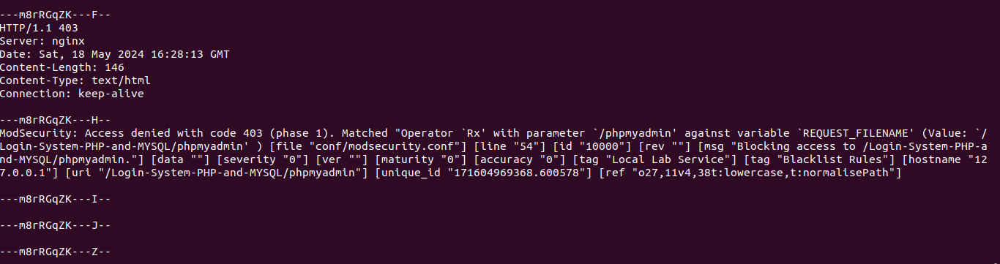 ---m8rRGqZK---F--
HTTP/1.1 403
Server: nginx
Date: Sat, 18 May 2024 16:28:13 GMT
Content-Length: 146
Content-Type: text/html
Connection: keep-alive
---m8rRGqZK---H--
ModSecurity: Access denied with code 403 (phase 1). Matched "Operator `Rx' with parameter `/phpmyadmin' against variable `REQUEST_FILENAME' (Value: `/
Login-System-PHP-and-MYSQL/phpmyadmin' ) [file "conf/modsecurity.conf"] [line "54"] [id "10000"] [rev ""] [msg "Blocking access to /Login-System-PHP-a
nd-MYSQL/phpmyadmin."] [data ""] [severity "0"] [ver ""] [maturity "0"] [accuracy "0"] [tag "Local Lab Service"] [tag "Blacklist Rules"] [hostname "12
7.0.0.1"] [uri "/Login-System-PHP-and-MYSQL/phpmyadmin"] [unique_id "171604969368.600578"] [ref "o27,11v4,38t:lowercase,t:normalisePath"]
---m8rRGqZK---I--
---m8rRGqZK---J--
---m8rRGqZK---Z--